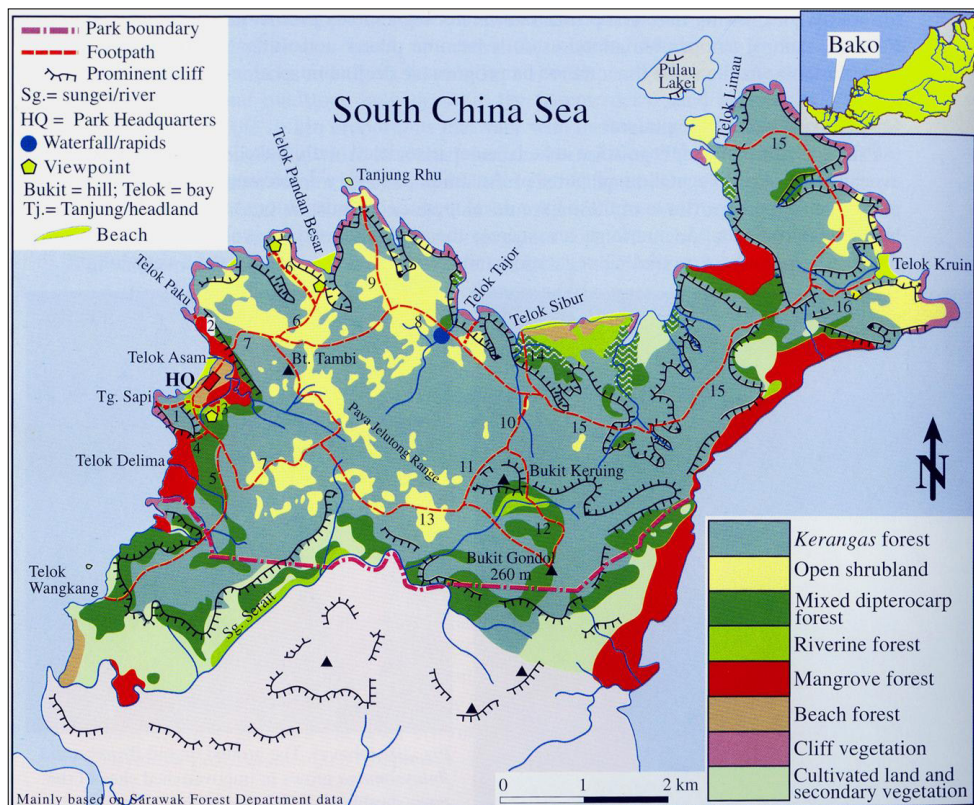 Park boundary
Footpath
Prominent cliff
Sg.= sungei/river
HQ = Park Headquarters
Waterfall/rapids
Viewpoint
Bukit = hill; Telok = bay
Tj.= Tanjung/headland
Beach
South China Sea
Pulau
Lakei
Telok Limau
Bako
Tanjung Rhu
Telok Pandan Besar
Telok Paku
Telok Tajor
Telok Sibur
Telok Kruin
Telok Asam
HQ
Tg. Sapi
Telok Delima
Telok
Wangkang
Bt. Tambi
Paya Jelutong Range
Bukit Keruing
Bukit Gondol
260 m
Sg. Serait
15
6
9
2
6
8
7
16
14
13
1
10
15
15
4
5
7
11
13
12
N
Kerangas forest
Open shrubland
Mixed dipterocarp
forest
Riverine forest
Mangrove forest
Beach forest
Cliff vegetation
Cultivated land and
secondary vegetation
0 1 2 km
Mainly based on Sarawak Forest Department data